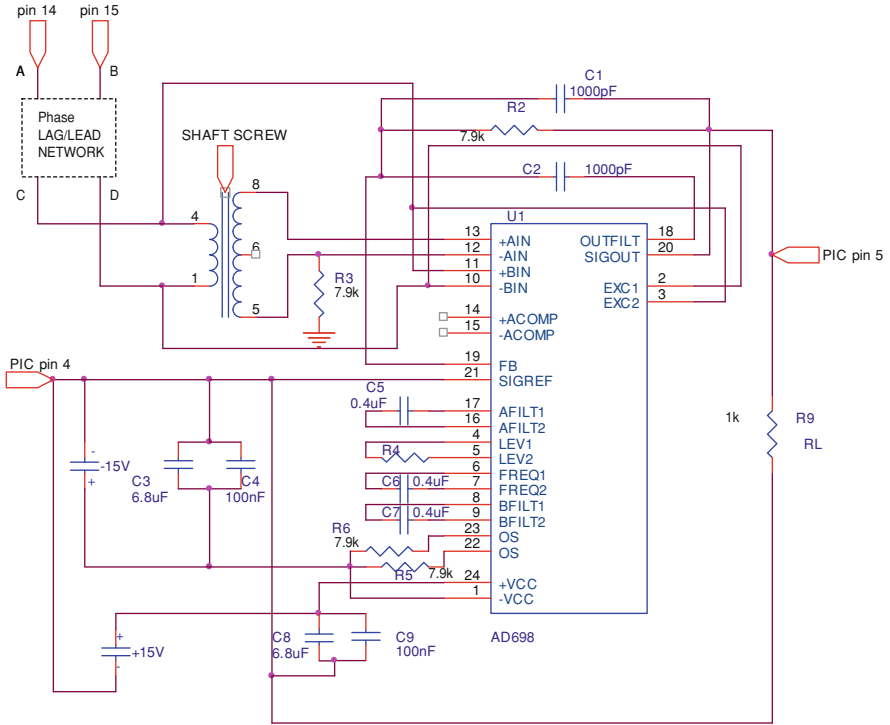 pin 14
pin 15
A
B
Phase
LAG/LEAD
NETWORK
C
D
SHAFT SCREW
4
1
8
6
5
C1
1000pF
R2
7.9k
C2
1000pF
U1
R3
7.9k
13 +AIN
12 -AIN
11 +BIN
10 -BIN
14 +ACOMP
15 -ACOMP
19 FB
21 SIGREF
17 AFILT1
16 AFILT2
4 LEV1
5 LEV2
6 FREQ1
7 FREQ2
8 BFILT1
9 BFILT2
23 OS
22 OS
24 +VCC
1 -VCC
OUTFILT 18
SIGOUT 20
EXC1 2
EXC2 3
AD698
PIC pin 5
PIC pin 4
C5
0.4uF
R4
C6 0.4uF
C7 0.4uF
R6
7.9k
R5 7.9k
1k
R9
RL
-
-15V
+
C3
6.8uF
C4
100nF
+
+15V
-
C8
6.8uF
C9
100nF